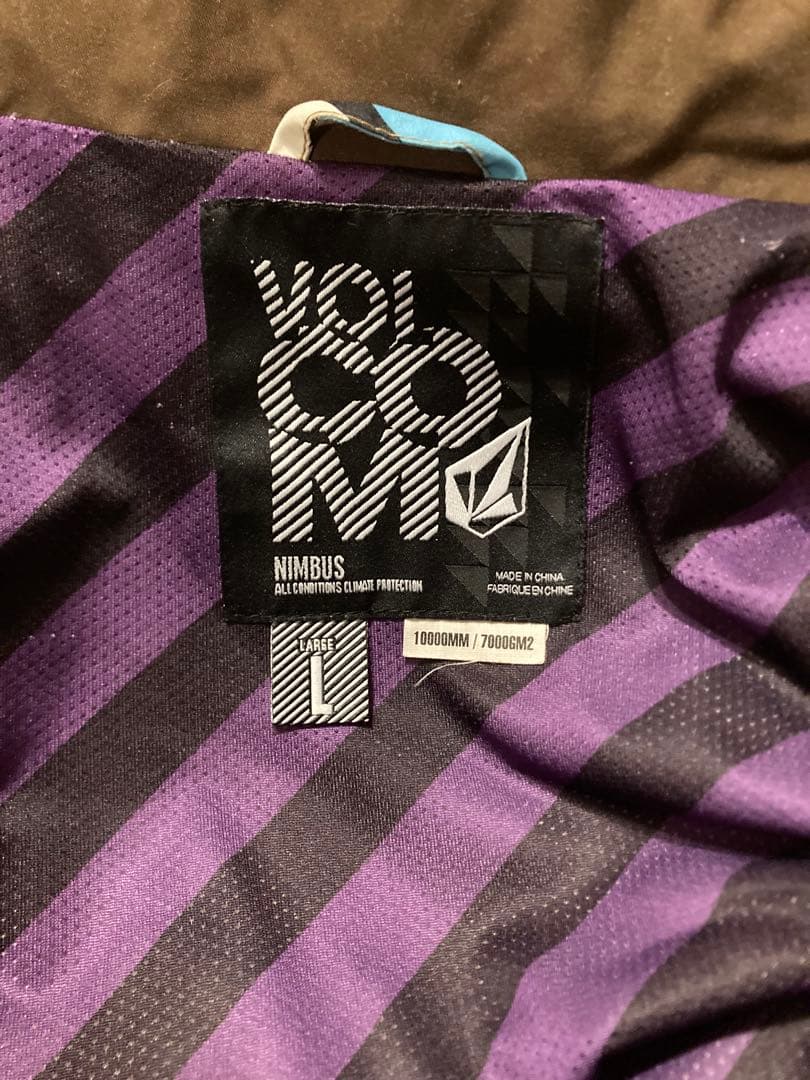 VOL
CO
M
NIMBUS
ALL CONDITIONS CLIMATE PROTECTION
MADE IN CHINA
FABRIQUE EN CHINE
LARGE
L
10000MM / 7000GM2